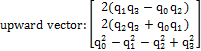 upward vector: [ 2(q₁q₃ − q₀q₂)
2(q₂q₃ + q₀q₁)
q₀² − q₁² − q₂² + q₃² ]